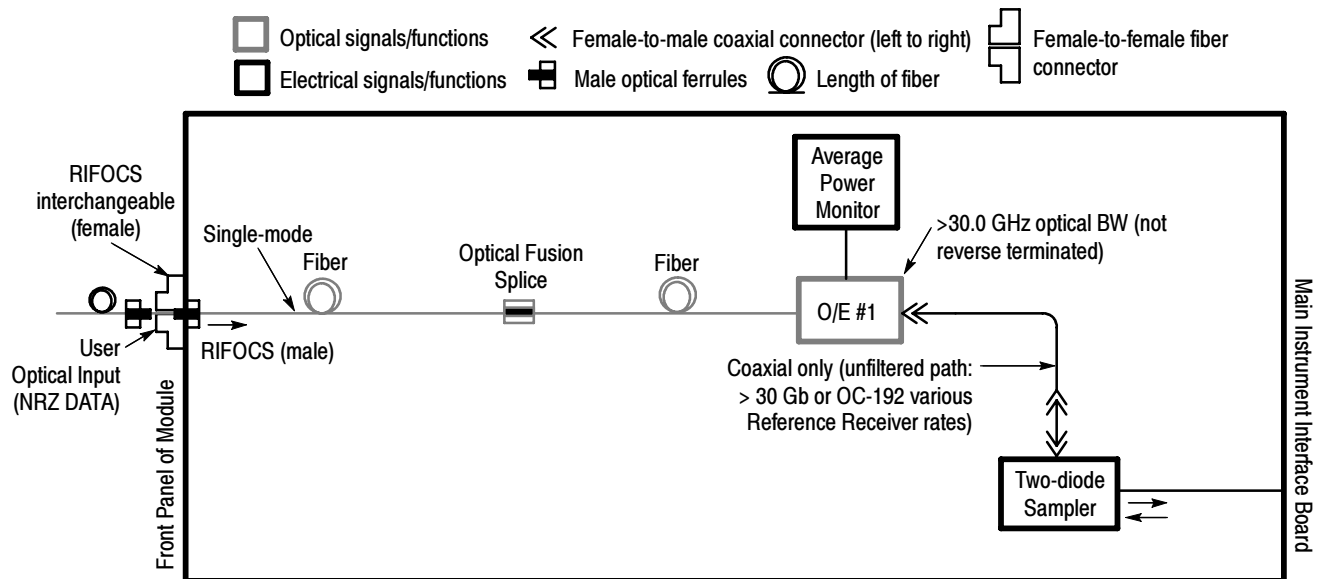 Optical signals/functions
Female-to-male coaxial connector (left to right)
Female-to-female fiber
connector
Electrical signals/functions
Male optical ferrules
Length of fiber
RIFOCS
interchangeable
(female)
Single-mode
Fiber
Optical Fusion
Splice
Fiber
Average
Power
Monitor
>30.0 GHz optical BW (not
reverse terminated)
O/E #1
RIFOCS (male)
User
Optical Input
(NRZ DATA)
Front Panel of Module
Coaxial only (unfiltered path:
> 30 Gb or OC-192 various
Reference Receiver rates)
Two-diode
Sampler
Main Instrument Interface Board